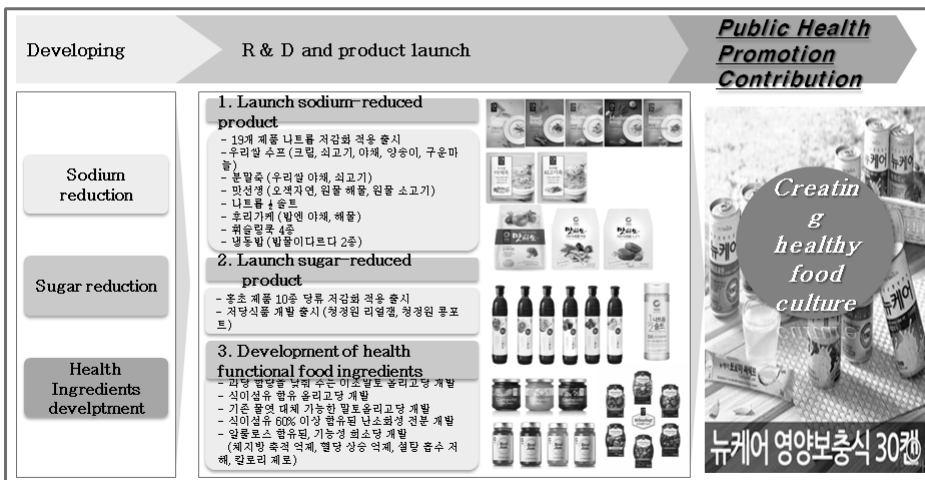 Developing
R & D and product launch
Public Health
Promotion
Contribution
Sodium
reduction
Sugar reduction
Health
Ingredients
develptment
1. Launch sodium-reduced
product
- 19개 제품 나트륨 저감화 적용 출시
- 우리쌀 수프 (크림, 쇠고기, 야채, 양송이, 구운마
늘)
- 분말죽 (우리쌀 야채, 쇠고기)
- 맛선생 (오색자연, 원물 해물, 원물 소고기)
- 나트륨 솔트
- 후리가케 (밥엔 야채, 해물)
- 휘슬링쿡 4종
- 냉동밥 (밥물이다르다 2종)
2. Launch sugar-reduced
product
- 홍초 제품 10종 당류 저감화 적용 출시
- 저당식품 개발 출시 (청정원 리얼잼, 청정원 콩포
트)
3. Development of health
functional food ingredients
- 과당 함량을 낮춰 주는 이소말토 올리고당 개발
- 식이섬유 함유 올리고당 개발
- 기존 물엿 대체 가능한 말토올리고당 개발
- 식이섬유 60% 이상 함유된 난소화성 전분 개발
- 알룰로스 함유된, 기능성 희소당 개발
(체지방 축적 억제, 혈당 상승 억제, 설탕 흡수 저
해, 칼로리 제로)
Creatin
g
healthy
food
culture
뉴케어
뉴케어
뉴케어 영양보충식 30캔